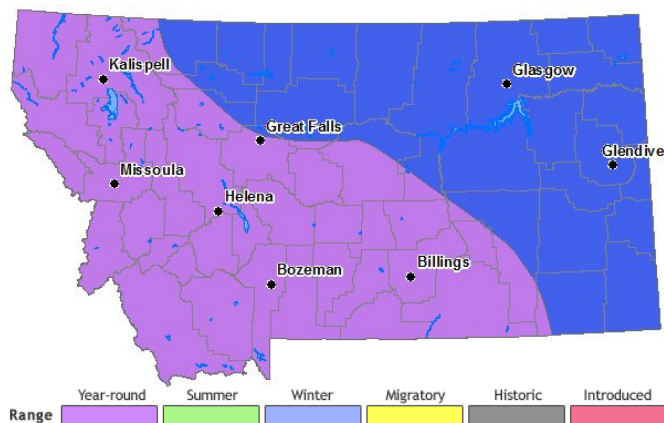 Kalispell
Glasgow
Great Falls
Glendive
Missoula
Helena
Billings
Bozeman
Year-round Summer Winter Migratory Historic Introduced
Range